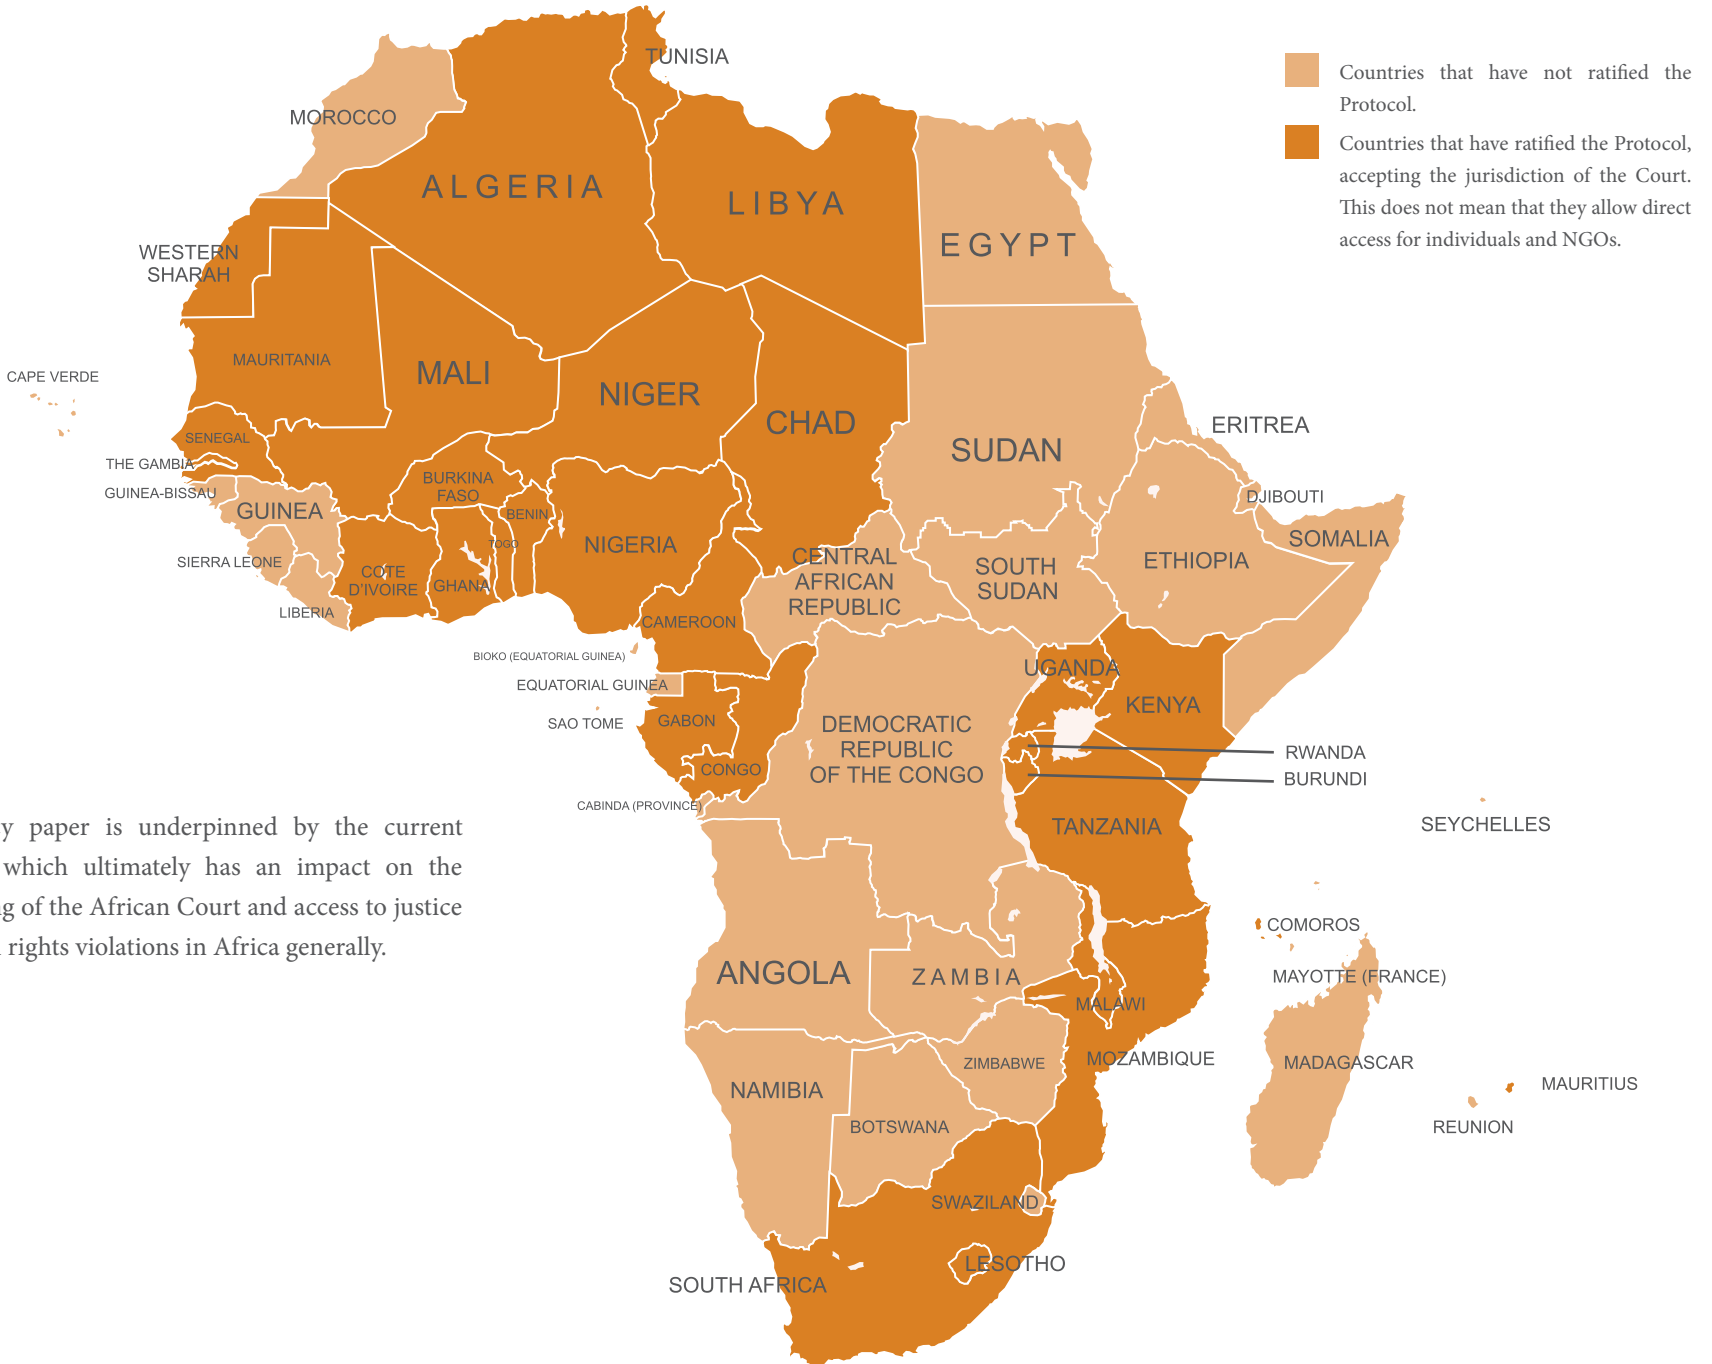 TUNISIA
Countries that have not ratified the
Protocol.
Countries that have ratified the Protocol,
accepting the jurisdiction of the Court.
This does not mean that they allow direct
access for individuals and NGOs.
MOROCCO
ALGERIA
LIBYA
EGYPT
WESTERN
SHARAH
MAURITANIA
MALI
NIGER
CHAD
SUDAN
ERITREA
CAPE VERDE
SENEGAL
THE GAMBIA
GUINEA-BISSAU
GUINEA
BURKINA
FASO
BENIN
TOGO
NIGERIA
DJIBOUTI
SOMALIA
ETHIOPIA
SIERRA LEONE
COTE
D'IVOIRE
GHANA
LIBERIA
CENTRAL
AFRICAN
REPUBLIC
SOUTH
SUDAN
CAMEROON
BIOKO (EQUATORIAL GUINEA)
EQUATORIAL GUINEA
SAO TOME
GABON
CONGO
UGANDA
KENYA
DEMOCRATIC
REPUBLIC
OF THE CONGO
RWANDA
BURUNDI
CABINDA (PROVINCE)
TANZANIA
SEYCHELLES
y paper is underpinned by the current
which ultimately has an impact on the
g of the African Court and access to justice
rights violations in Africa generally.
COMOROS
MAYOTTE (FRANCE)
ANGOLA
ZAMBIA
MALAWI
MOZAMBIQUE
MADAGASCAR
MAURITIUS
REUNION
NAMIBIA
ZIMBABWE
BOTSWANA
SWAZILAND
LESOTHO
SOUTH AFRICA